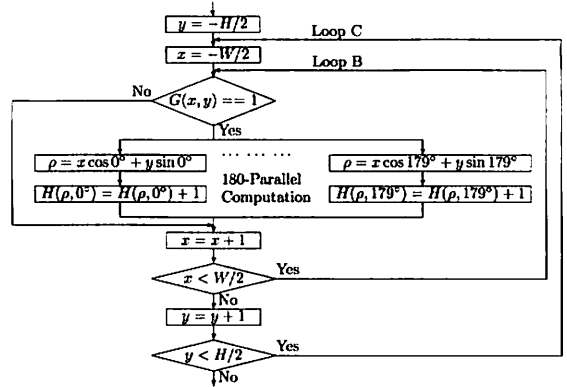 y = −H/2
Loop C
x = −W/2
Loop B
No
G(x, y) == 1
Yes
ρ = x cos 0° + y sin 0°
... ... ...
ρ = x cos 179° + y sin 179°
180-Parallel
H(ρ, 0°) = H(ρ, 0°) + 1
H(ρ, 179°) = H(ρ, 179°) + 1
Computation
x = x + 1
Yes
x < W/2
No
y = y + 1
Yes
y < H/2
No